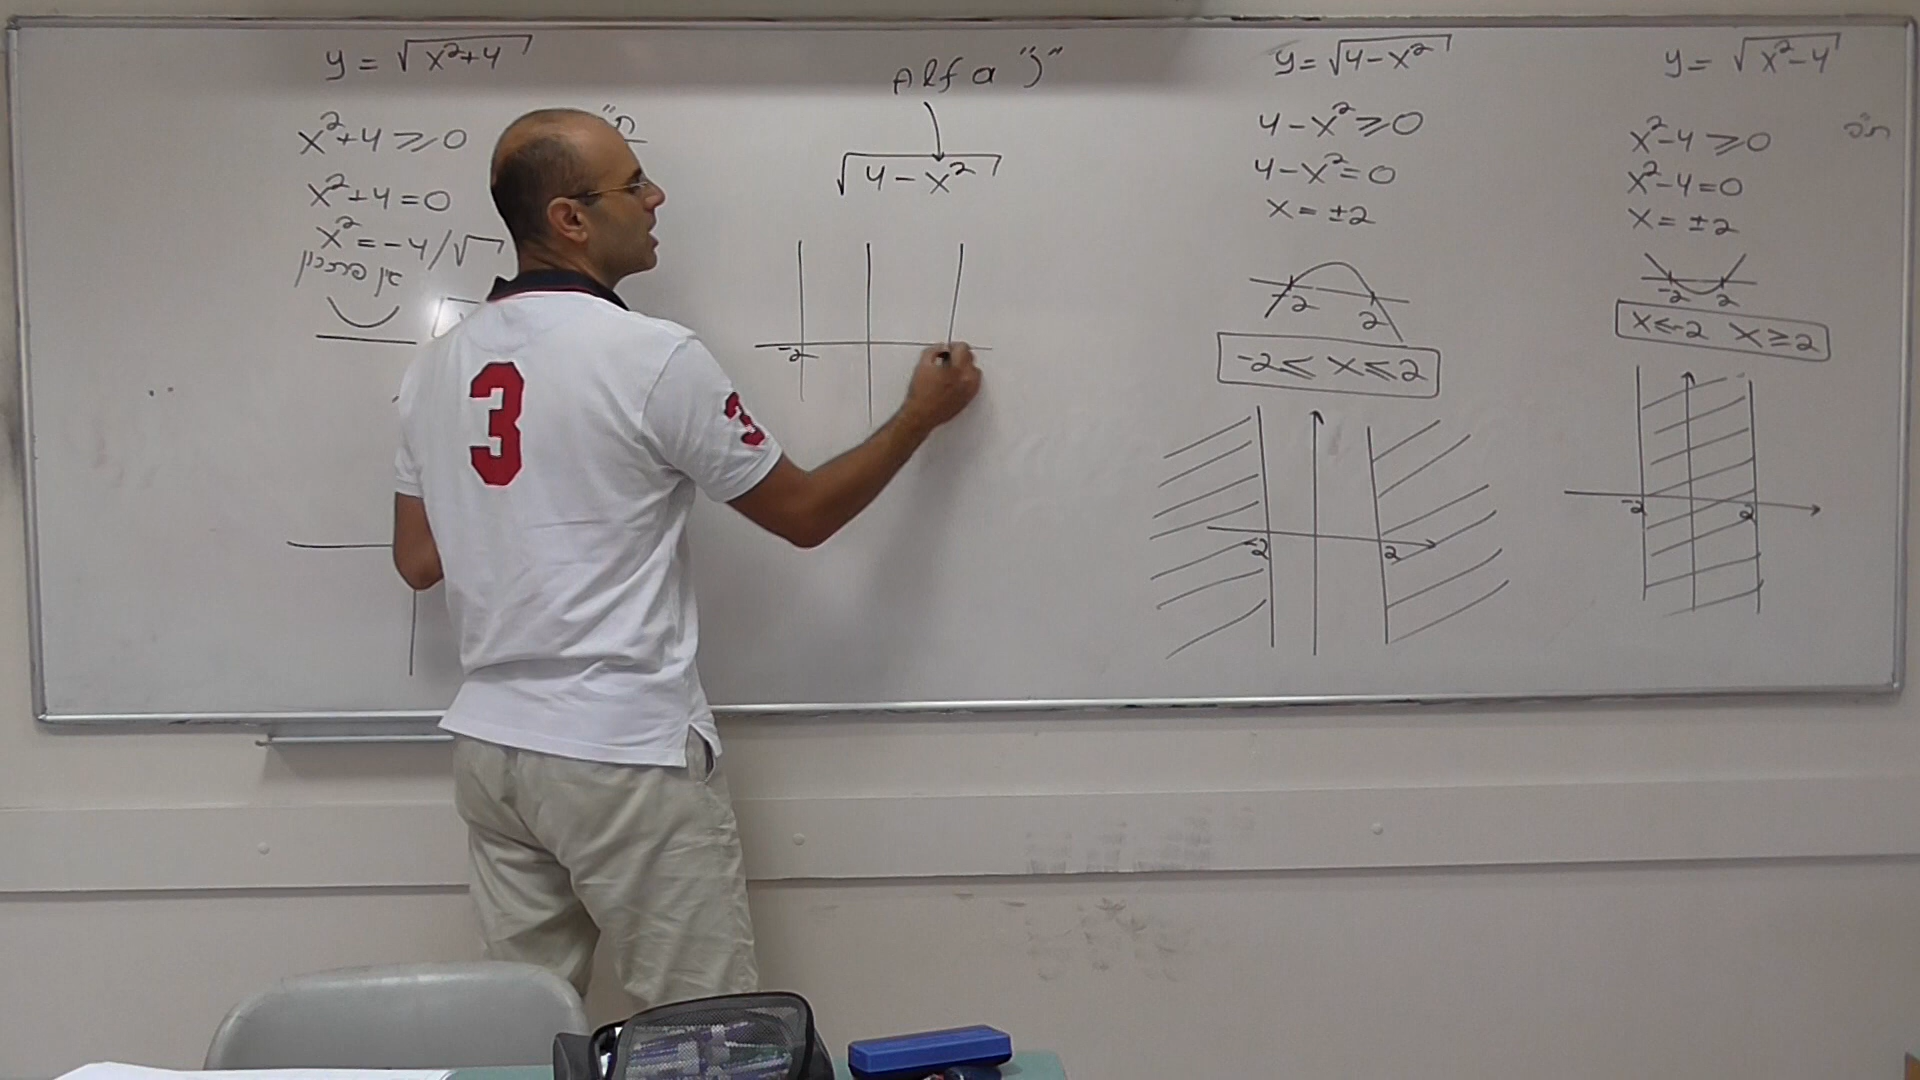 y = √x²-4
x²-4 ≥ 0
x²-4 = 0
x = ±2
-2 2
x ≤ -2 x ≥ 2
-2 2
y = √4-x²
4-x² ≥ 0
4-x² = 0
x = ±2
-2 2
-2 ≤ x ≤ 2
-2 2
√4-x²
-2
y = √x²+4
x²+4 ≥ 0
x²+4 = 0
x² = -4 /√
אין פתרון
3
3